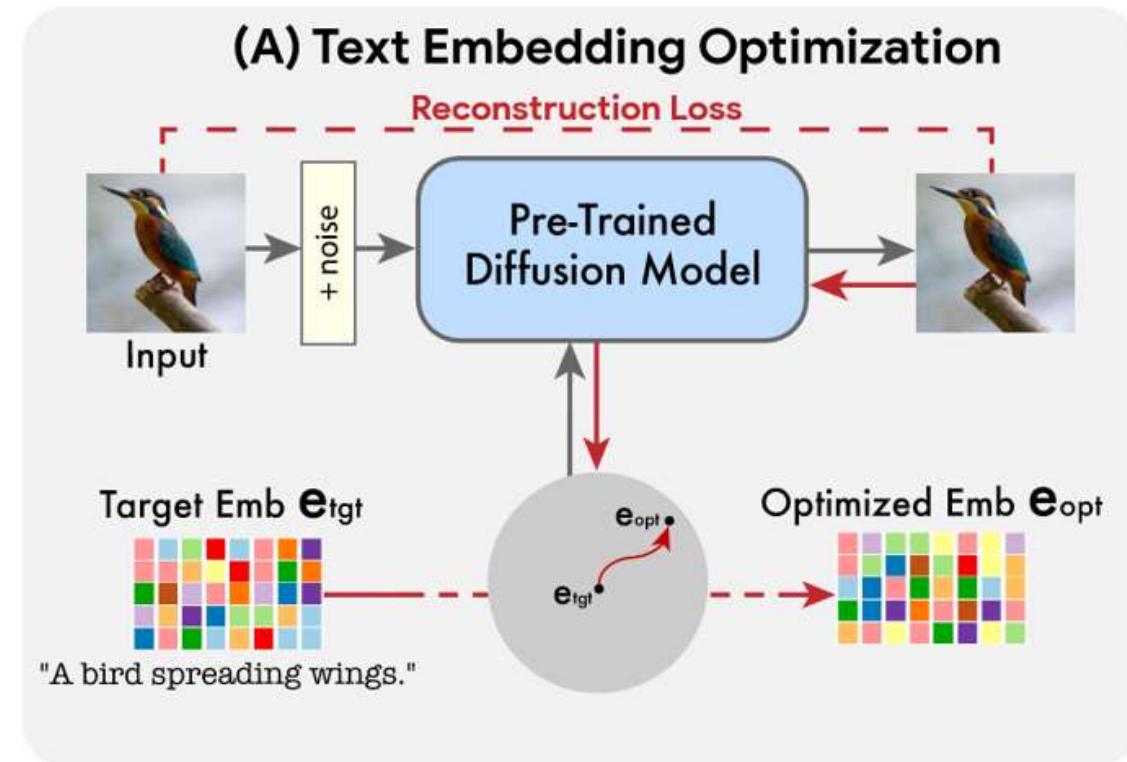 (A) Text Embedding Optimization
Reconstruction Loss
+ noise
Pre-Trained
Diffusion Model
Input
Target Emb etgt
eopt
etgt
Optimized Emb eopt
"A bird spreading wings."